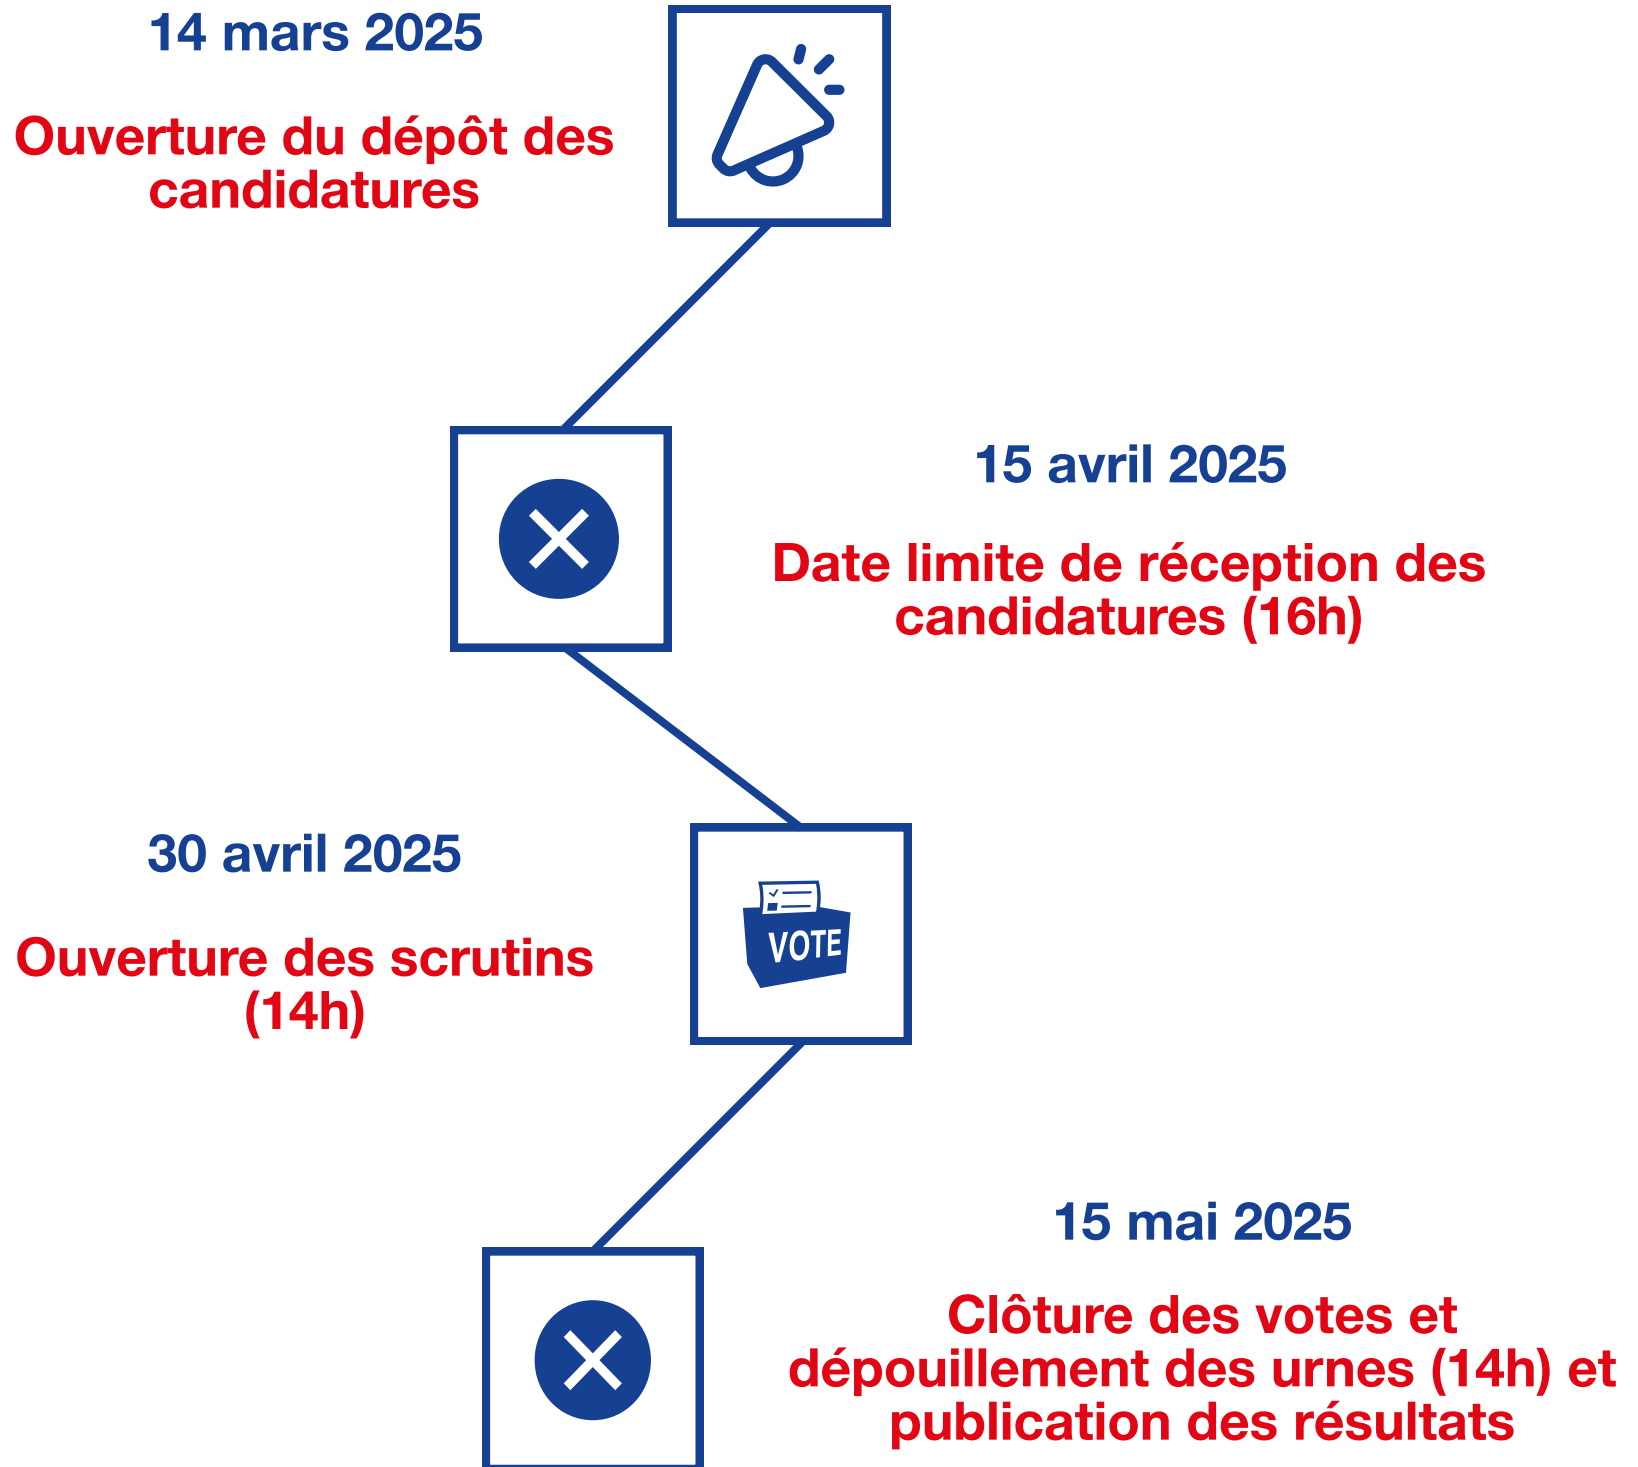 14 mars 2025
Ouverture du dépôt des
candidatures
15 avril 2025
Date limite de réception des
candidatures (16h)
30 avril 2025
Ouverture des scrutins
(14h)
VOTE
15 mai 2025
Clôture des votes et
dépouillement des urnes (14h) et
publication des résultats